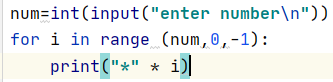 num=int(input("enter number\n"))
for i in range (num,0,-1):
    print("*" * i)